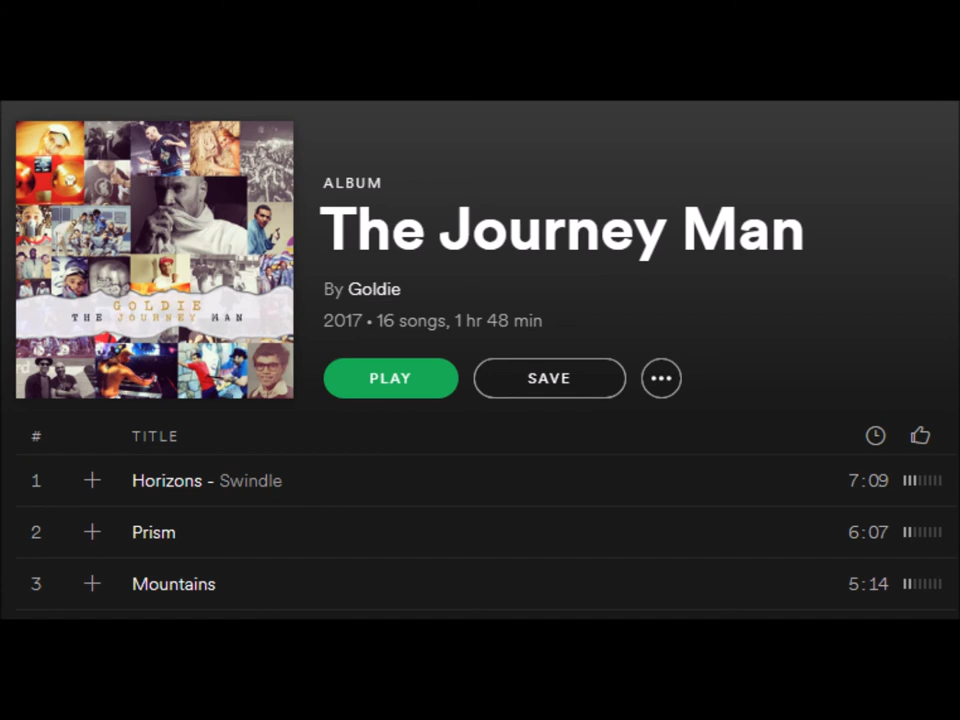 GOLDIE
THE JOURNEY MAN
ALBUM
The Journey Man
By Goldie
2017 • 16 songs, 1 hr 48 min
PLAY SAVE •••
# TITLE
1 + Horizons - Swindle 7:09
2 + Prism 6:07
3 + Mountains 5:14